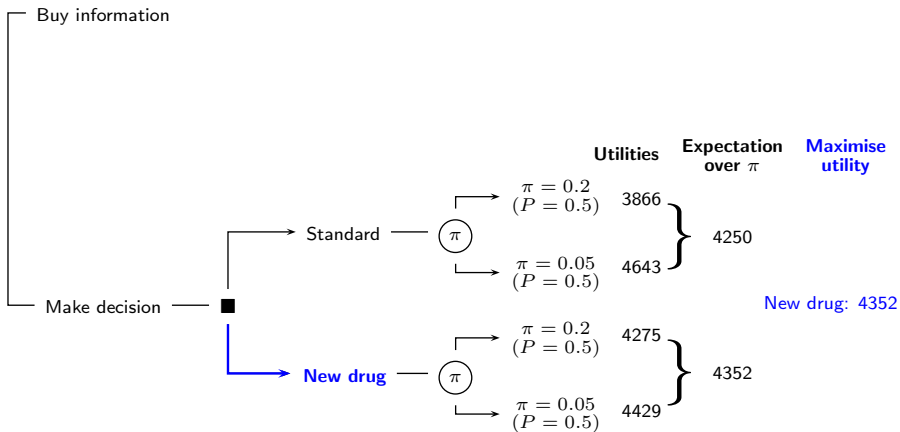 Buy information
Utilities
Expectation
over π
Maximise
utility
π = 0.2
(P = 0.5)
3866
Standard
π
4250
π = 0.05
(P = 0.5)
4643
Make decision
New drug: 4352
π = 0.2
(P = 0.5)
4275
New drug
π
4352
π = 0.05
(P = 0.5)
4429